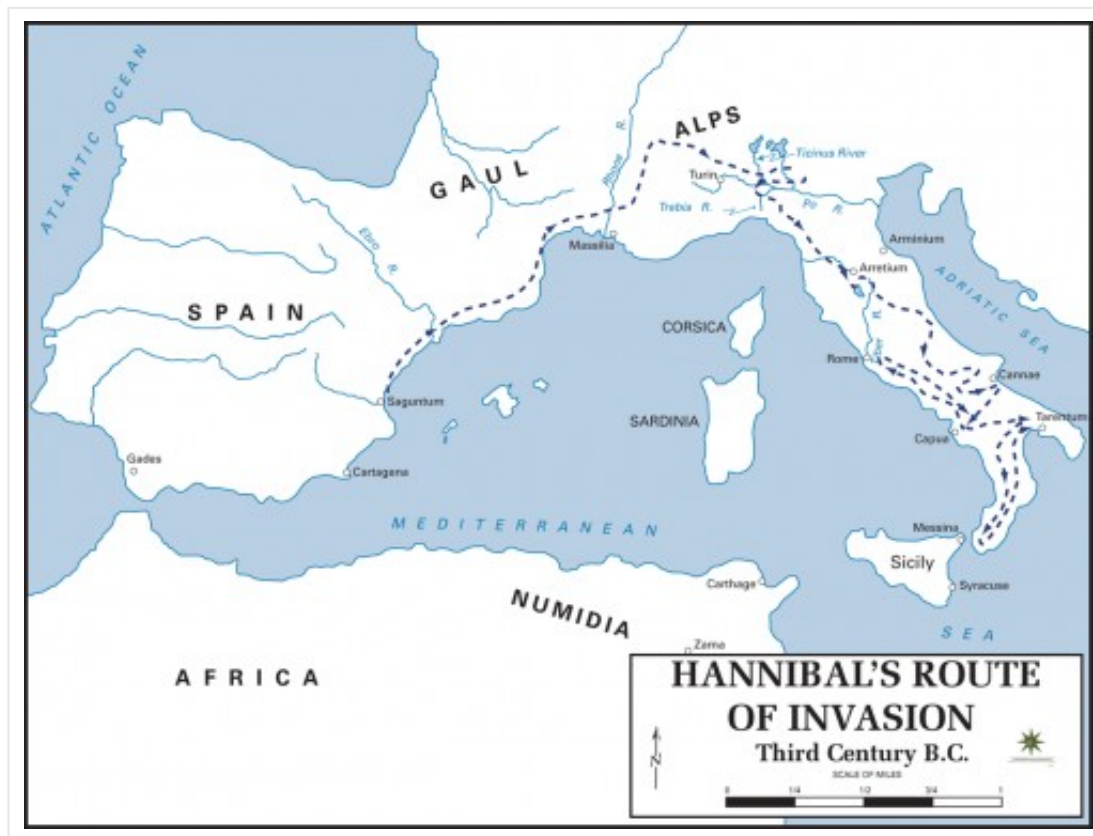 ATLANTIC OCEAN
ALPS
GAUL
Rhone R.
Ticinus River
Turin
Po R.
Trebia R.
Massilia
Arminium
Arretium
Ebro R.
ADRIATIC SEA
SPAIN
CORSICA
Rome
Cannae
Saguntum
SARDINIA
Tarentum
Capua
Gades
Cartagena
MEDITERRANEAN
Messina
Sicily
Carthage
Syracuse
NUMIDIA
SEA
Zama
AFRICA
HANNIBAL'S ROUTE
OF INVASION
Third Century B.C.
SCALE OF MILES
N
0 1/4 1/2 3/4 1